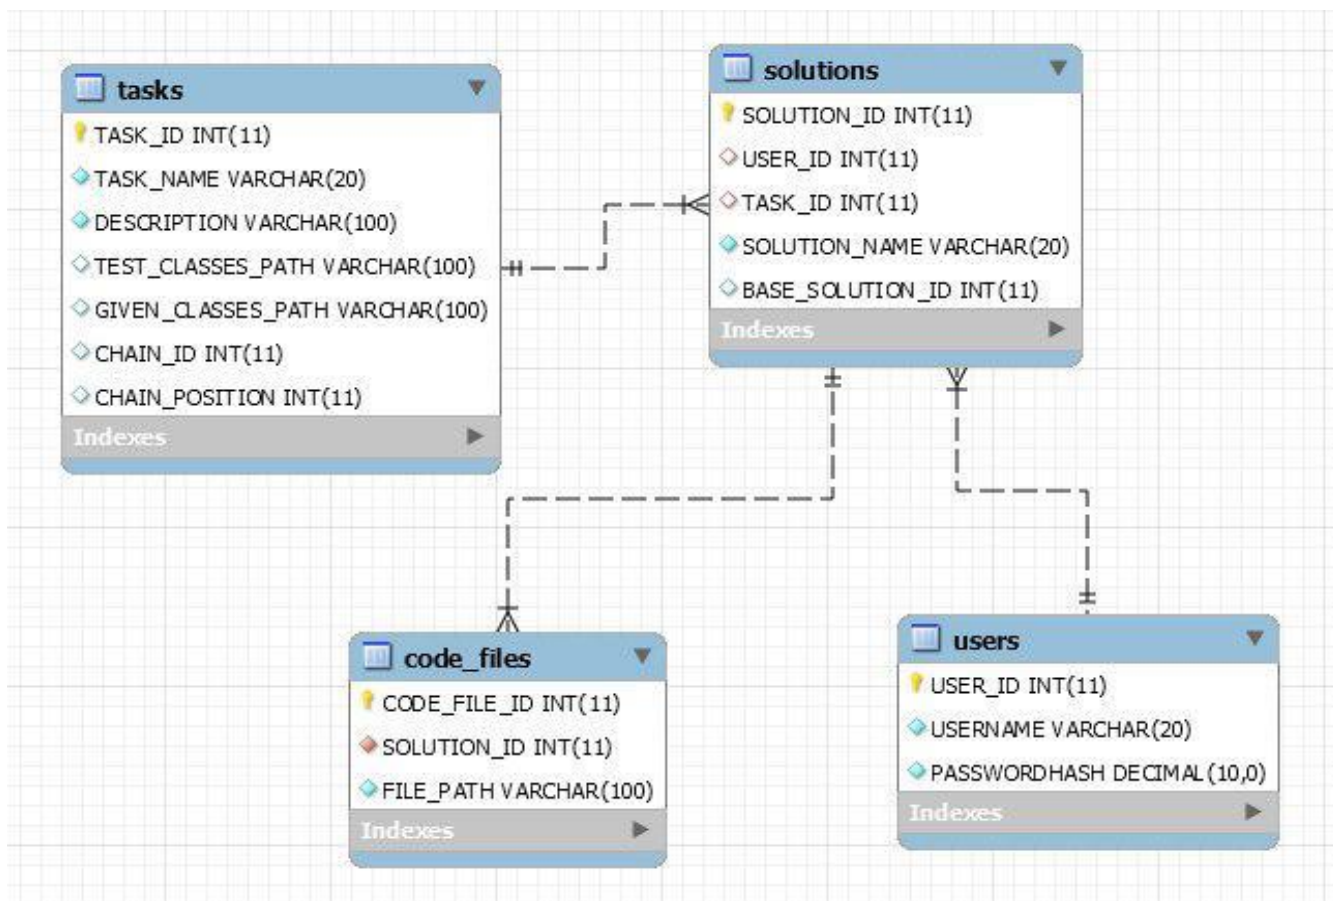 tasks
TASK_ID INT(11)
TASK_NAME VARCHAR(20)
DESCRIPTION VARCHAR(100)
TEST_CLASSES_PATH VARCHAR(100)
GIVEN_CLASSES_PATH VARCHAR(100)
CHAIN_ID INT(11)
CHAIN_POSITION INT(11)
Indexes
solutions
SOLUTION_ID INT(11)
USER_ID INT(11)
TASK_ID INT(11)
SOLUTION_NAME VARCHAR(20)
BASE_SOLUTION_ID INT(11)
Indexes
code_files
CODE_FILE_ID INT(11)
SOLUTION_ID INT(11)
FILE_PATH VARCHAR(100)
Indexes
users
USER_ID INT(11)
USERNAME VARCHAR(20)
PASSWORDHASH DECIMAL(10,0)
Indexes